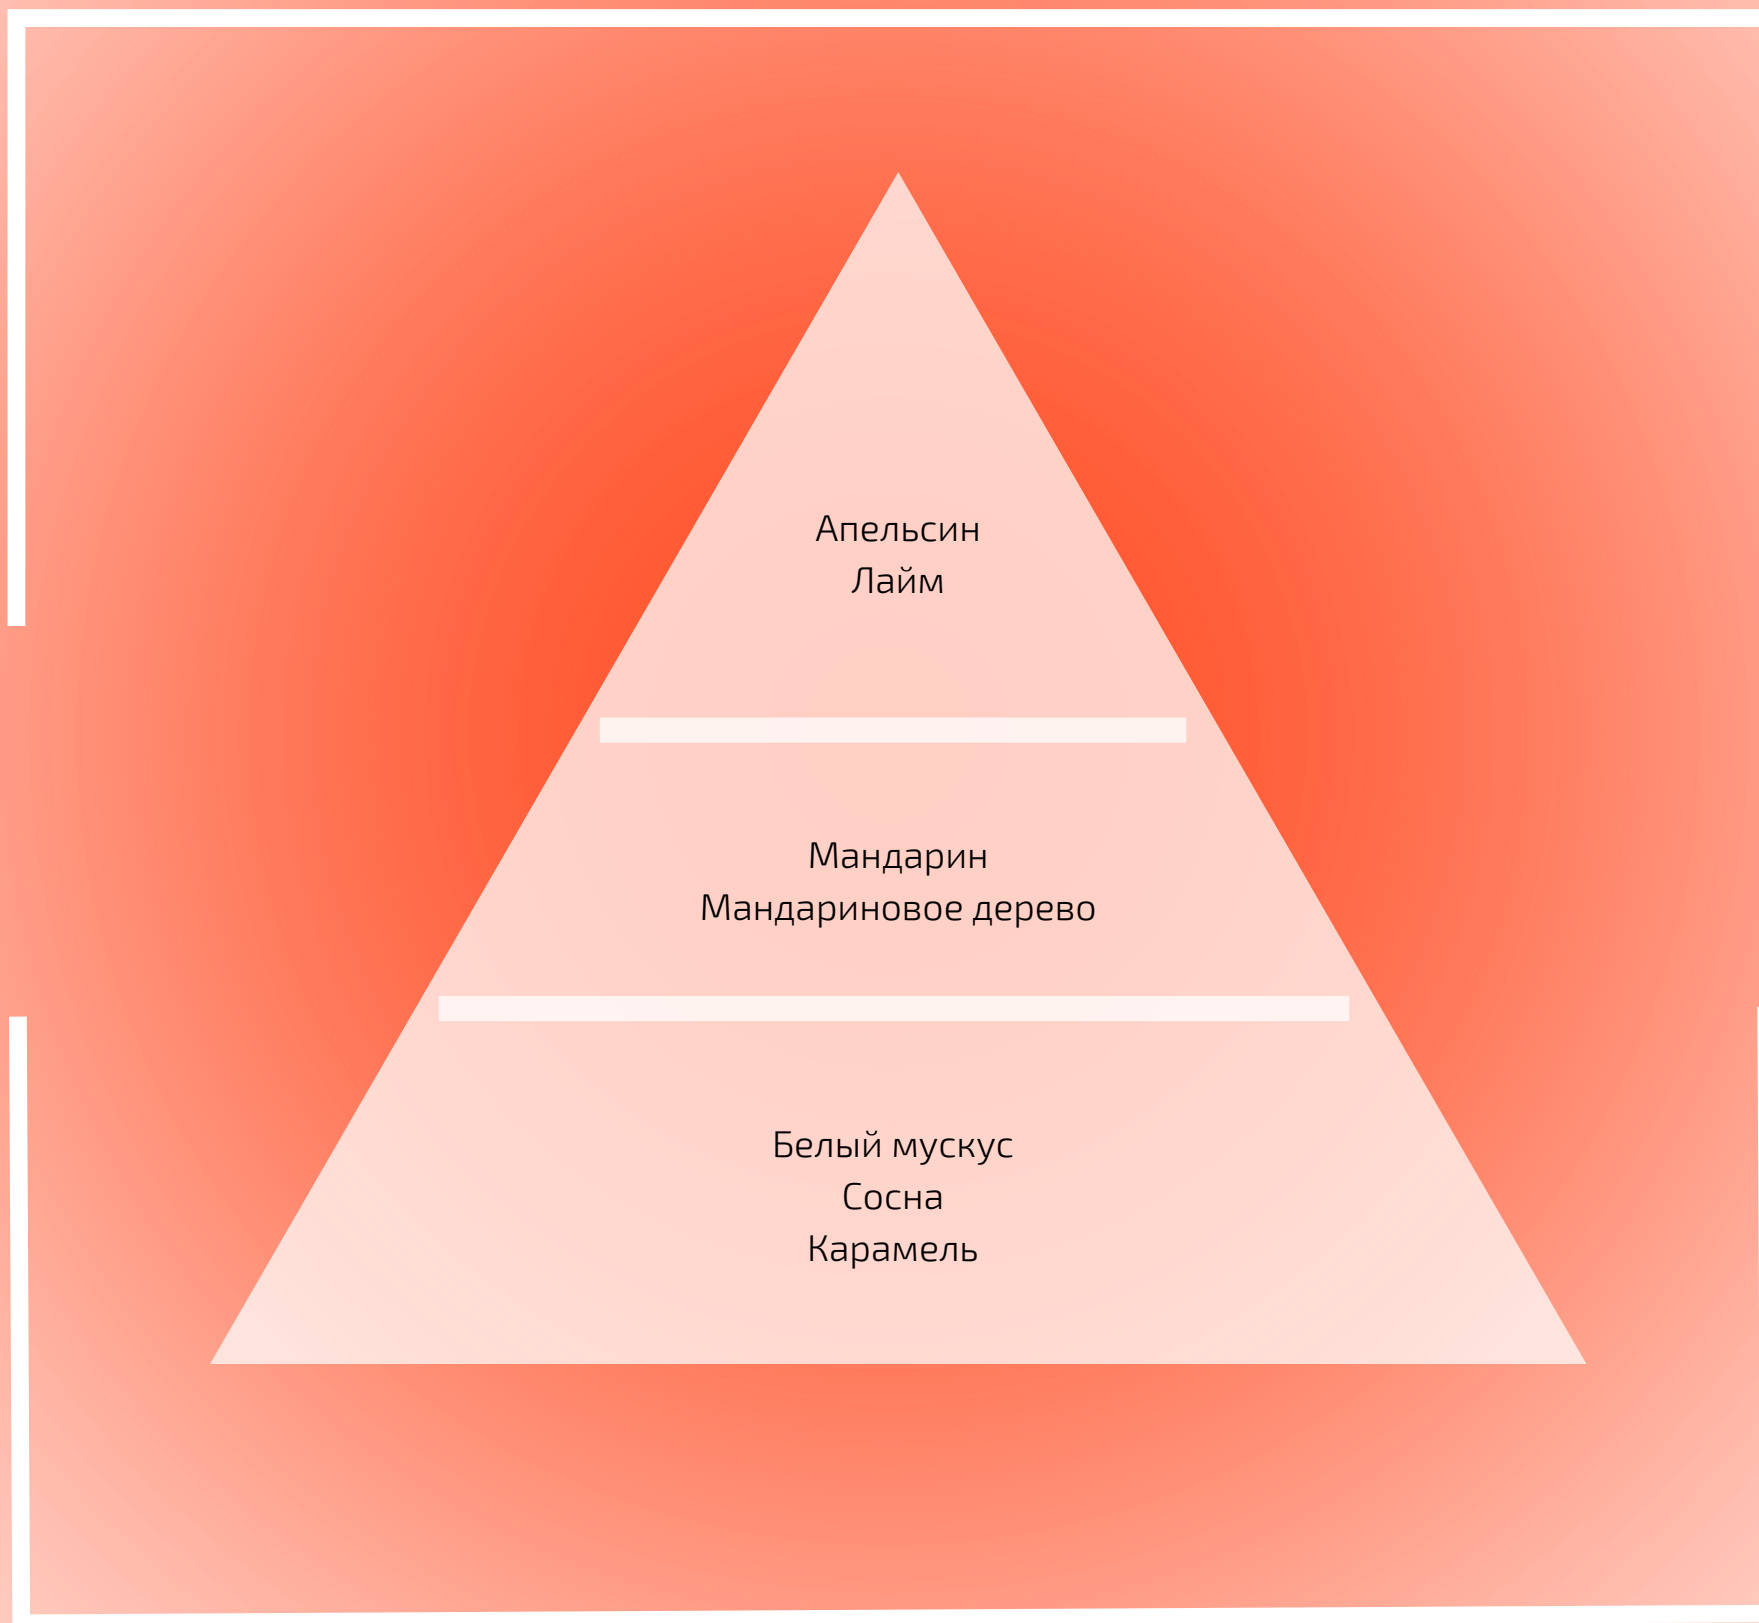 Апельсин
Лайм
Мандарин
Мандариновое дерево
Белый мускус
Сосна
Карамель